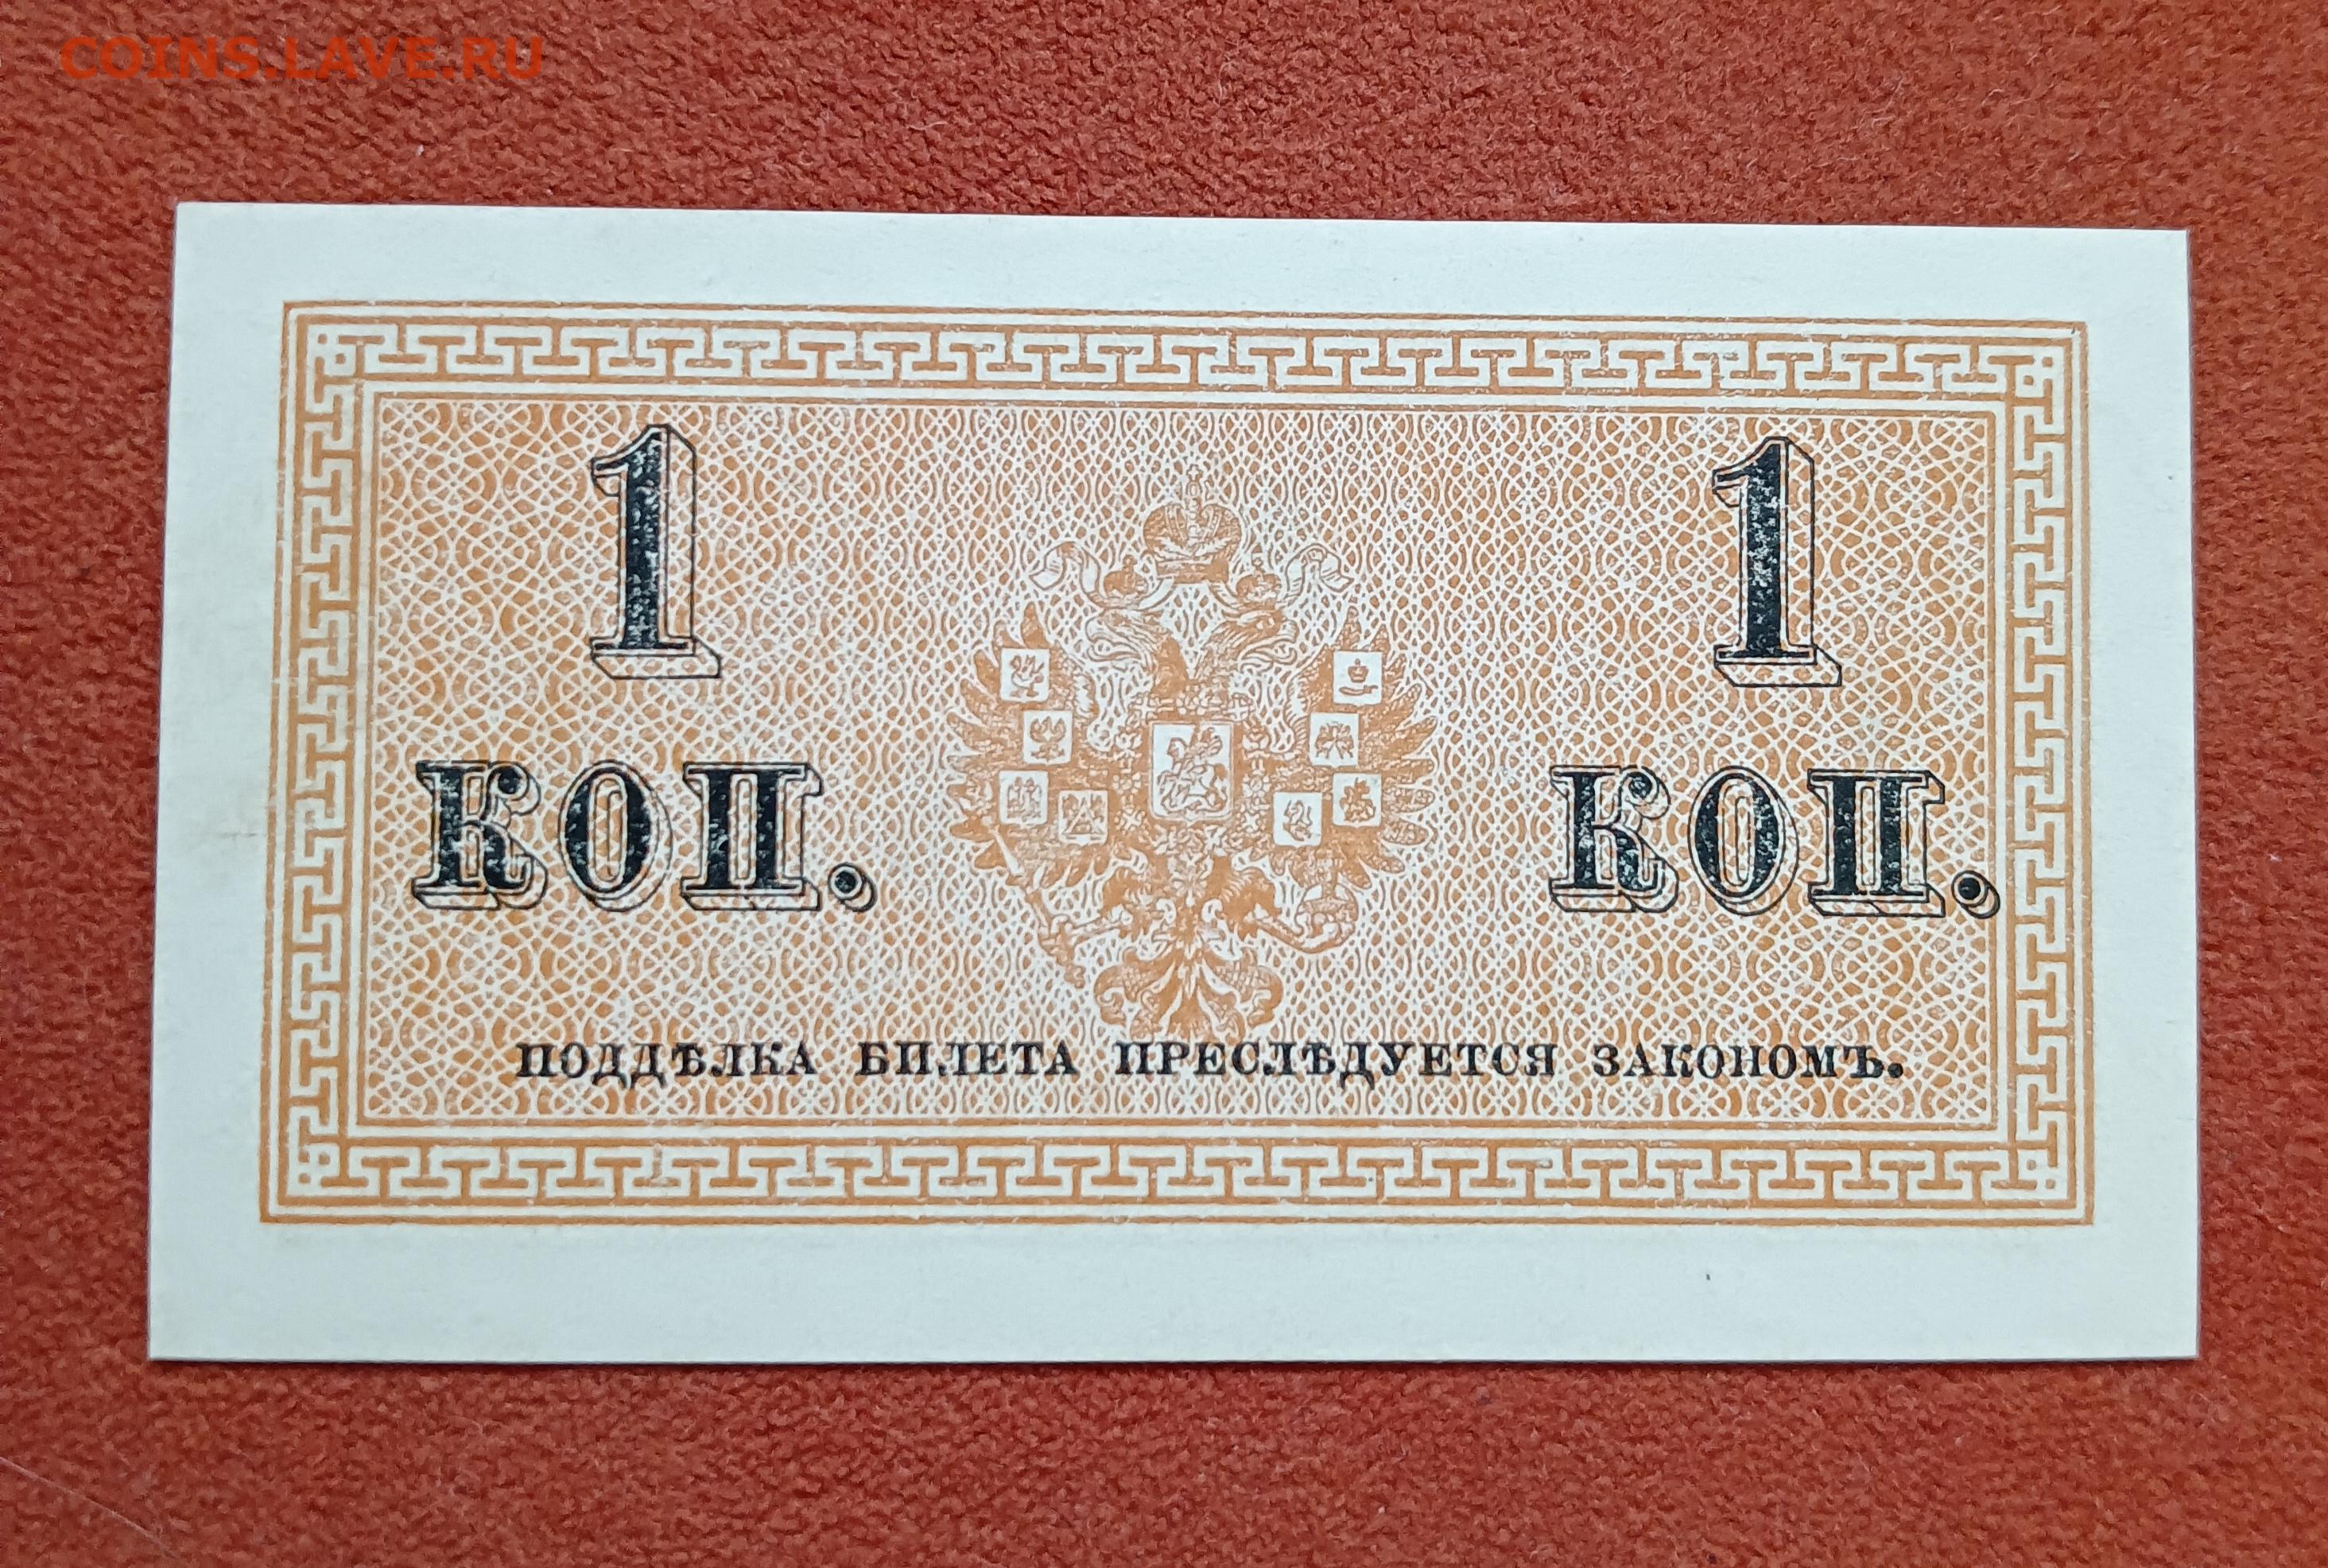 COINS.LAVE.RU
1 1
КОП. КОП.
ПОДДѢЛКА БИЛЕТА ПРЕСЛѢДУЕТСЯ ЗАКОНОМЪ.